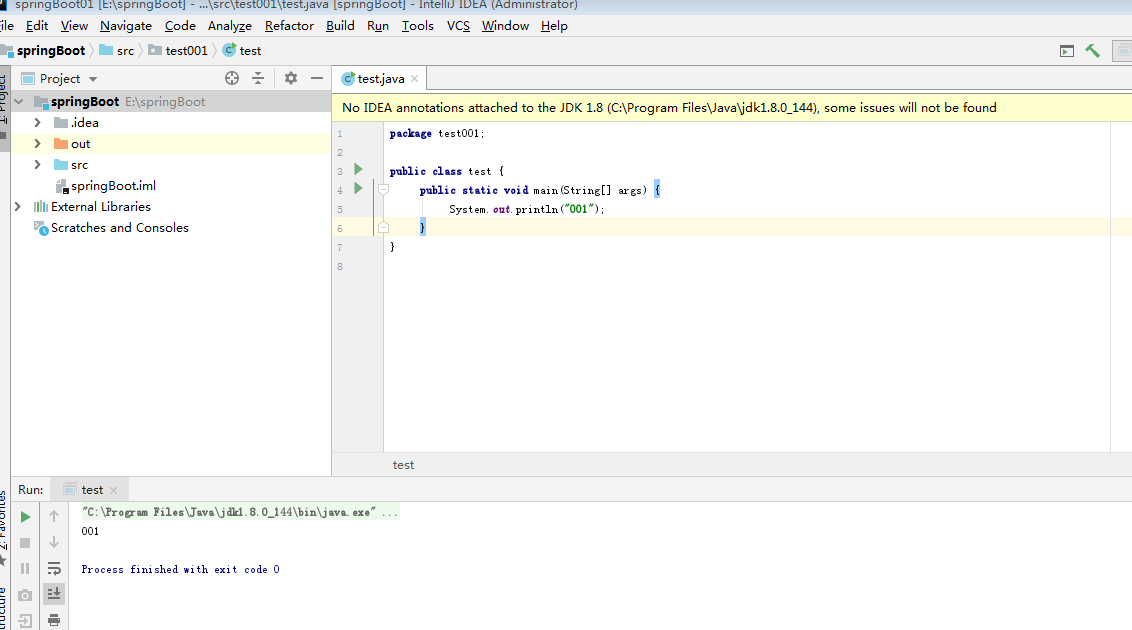 springBoot01 [E:\springBoot] - ...\src\test001\test.java [springBoot] - IntelliJ IDEA (Administrator)
ile Edit View Navigate Code Analyze Refactor Build Run Tools VCS Window Help
springBoot src test001 test
Project
1: Project
test.java
springBoot E:\springBoot
.idea
out
src
springBoot.iml
External Libraries
Scratches and Consoles
No IDEA annotations attached to the JDK 1.8 (C:\Program Files\Java\jdk1.8.0_144), some issues will not be found
1 package test001;
2
3 public class test {
4 public static void main(String[] args) {
5 System.out.println("001");
6 }
7 }
8
test
Run: test
"C:\Program Files\Java\jdk1.8.0_144\bin\java.exe" ...
001
Process finished with exit code 0
2: Favorites
ructure